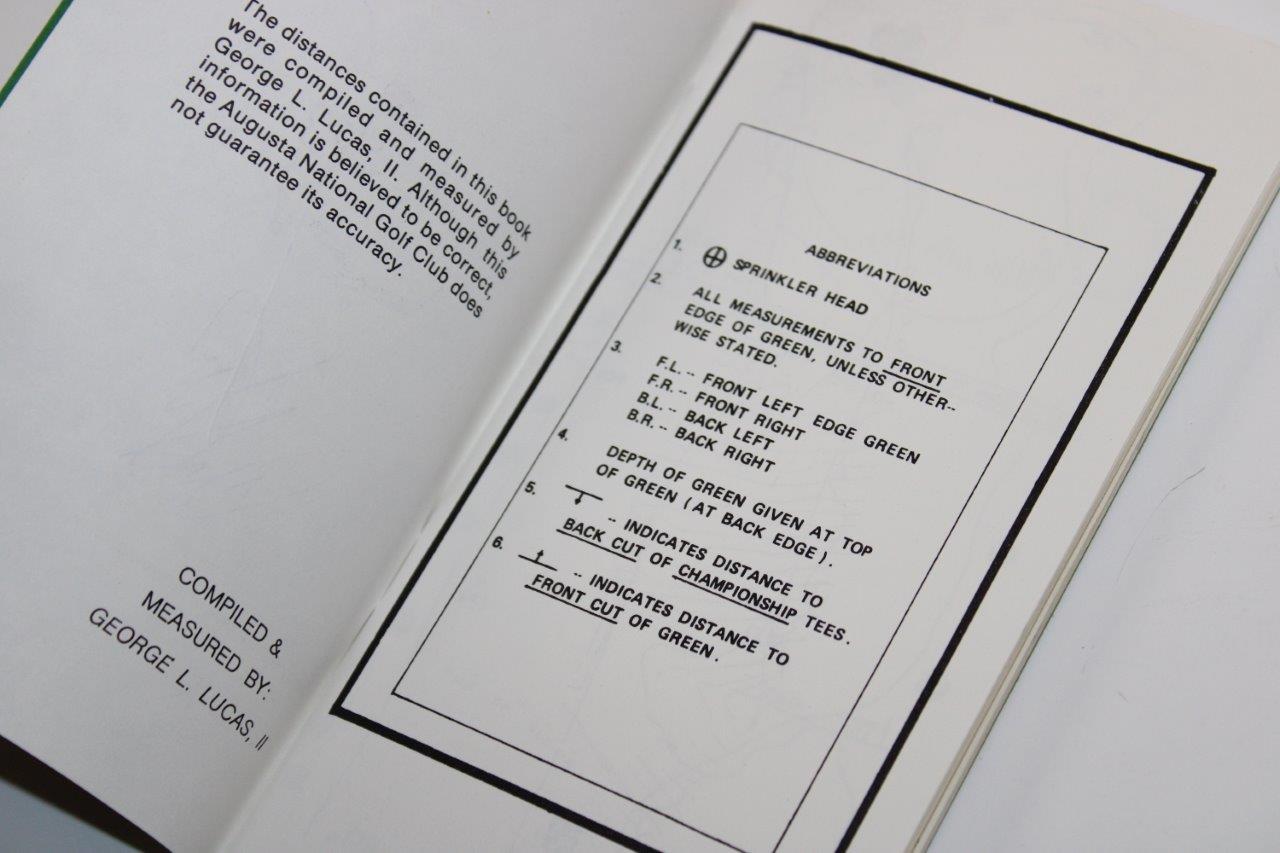 The distances contained in this book
were compiled and measured by
George L. Lucas, II. Although this
information is believed to be correct,
the Augusta National Golf Club does
not guarantee its accuracy.
COMPILED &
MEASURED BY:
GEORGE L. LUCAS, II
ABBREVIATIONS
1. SPRINKLER HEAD
2. ALL MEASUREMENTS TO FRONT
EDGE OF GREEN, UNLESS OTHER--
WISE STATED.
3. F.L. -- FRONT LEFT EDGE GREEN
F.R. -- FRONT RIGHT
B.L. -- BACK LEFT
B.R. -- BACK RIGHT
4. DEPTH OF GREEN GIVEN AT TOP
OF GREEN (AT BACK EDGE).
5. -- INDICATES DISTANCE TO
BACK CUT OF CHAMPIONSHIP TEES.
6. -- INDICATES DISTANCE TO
FRONT CUT OF GREEN.